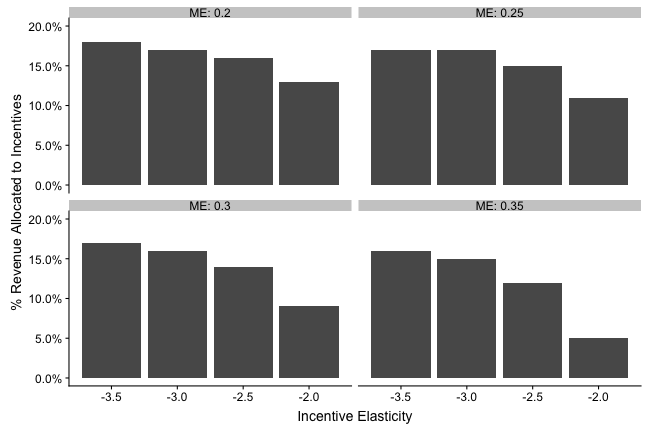 ME: 0.2
ME: 0.25
20.0%
15.0%
10.0%
5.0%
0.0%
ME: 0.3
ME: 0.35
20.0%
15.0%
10.0%
5.0%
0.0%
-3.5 -3.0 -2.5 -2.0
-3.5 -3.0 -2.5 -2.0
Incentive Elasticity
% Revenue Allocated to Incentives